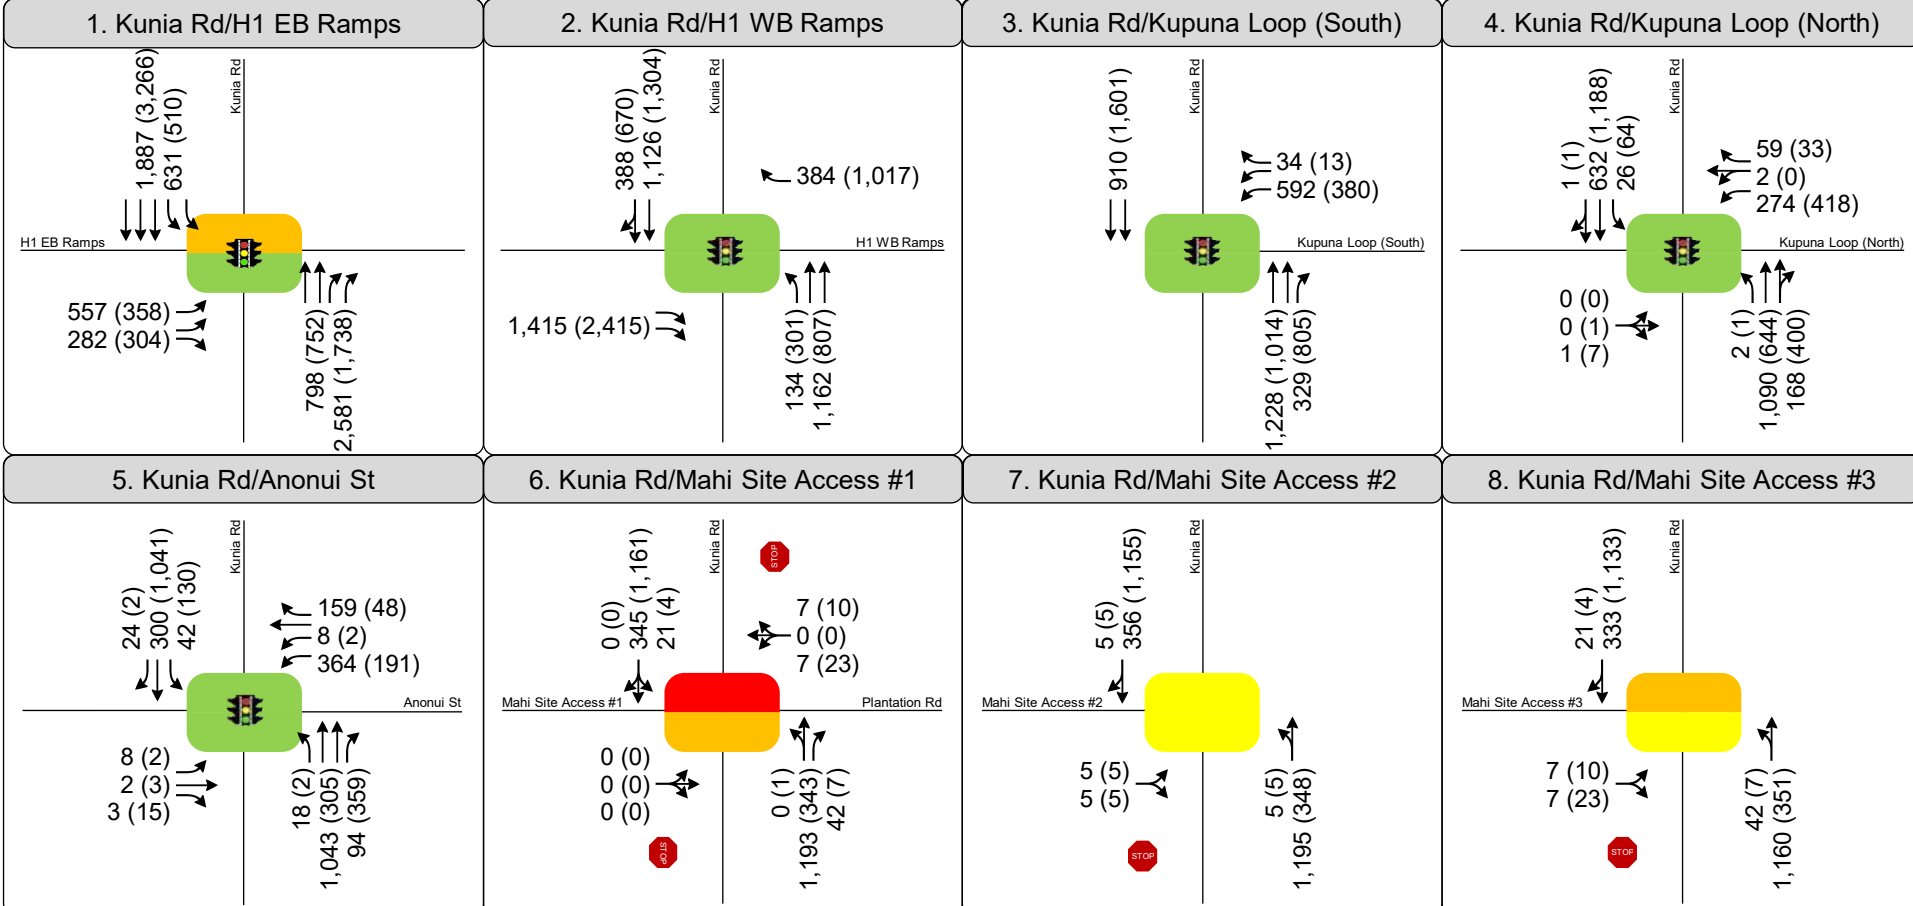 1. Kunia Rd/H1 EB Ramps
1,887 (3,266)
631 (510)
Kunia Rd
H1 EB Ramps
557 (358)
282 (304)
798 (752)
2,581 (1,738)
2. Kunia Rd/H1 WB Ramps
388 (670)
1,126 (1,304)
Kunia Rd
384 (1,017)
H1 WB Ramps
1,415 (2,415)
134 (301)
1,162 (807)
3. Kunia Rd/Kupuna Loop (South)
910 (1,601)
Kunia Rd
34 (13)
592 (380)
Kupuna Loop (South)
1,228 (1,014)
329 (805)
4. Kunia Rd/Kupuna Loop (North)
1 (1)
632 (1,188)
26 (64)
Kunia Rd
59 (33)
2 (0)
274 (418)
Kupuna Loop (North)
0 (0)
0 (1)
1 (7)
2 (1)
1,090 (644)
168 (400)
5. Kunia Rd/Anonui St
24 (2)
300 (1,041)
42 (130)
Kunia Rd
159 (48)
8 (2)
364 (191)
Anonui St
8 (2)
2 (3)
3 (15)
18 (2)
1,043 (305)
94 (359)
6. Kunia Rd/Mahi Site Access #1
0 (0)
345 (1,161)
21 (4)
Kunia Rd
STOP
7 (10)
0 (0)
7 (23)
Mahi Site Access #1
Plantation Rd
0 (0)
0 (0)
0 (0)
STOP
0 (1)
1,193 (343)
42 (7)
7. Kunia Rd/Mahi Site Access #2
5 (5)
356 (1,155)
Kunia Rd
Mahi Site Access #2
5 (5)
5 (5)
STOP
5 (5)
1,195 (348)
8. Kunia Rd/Mahi Site Access #3
21 (4)
333 (1,133)
Kunia Rd
Mahi Site Access #3
7 (10)
7 (23)
STOP
42 (7)
1,160 (351)